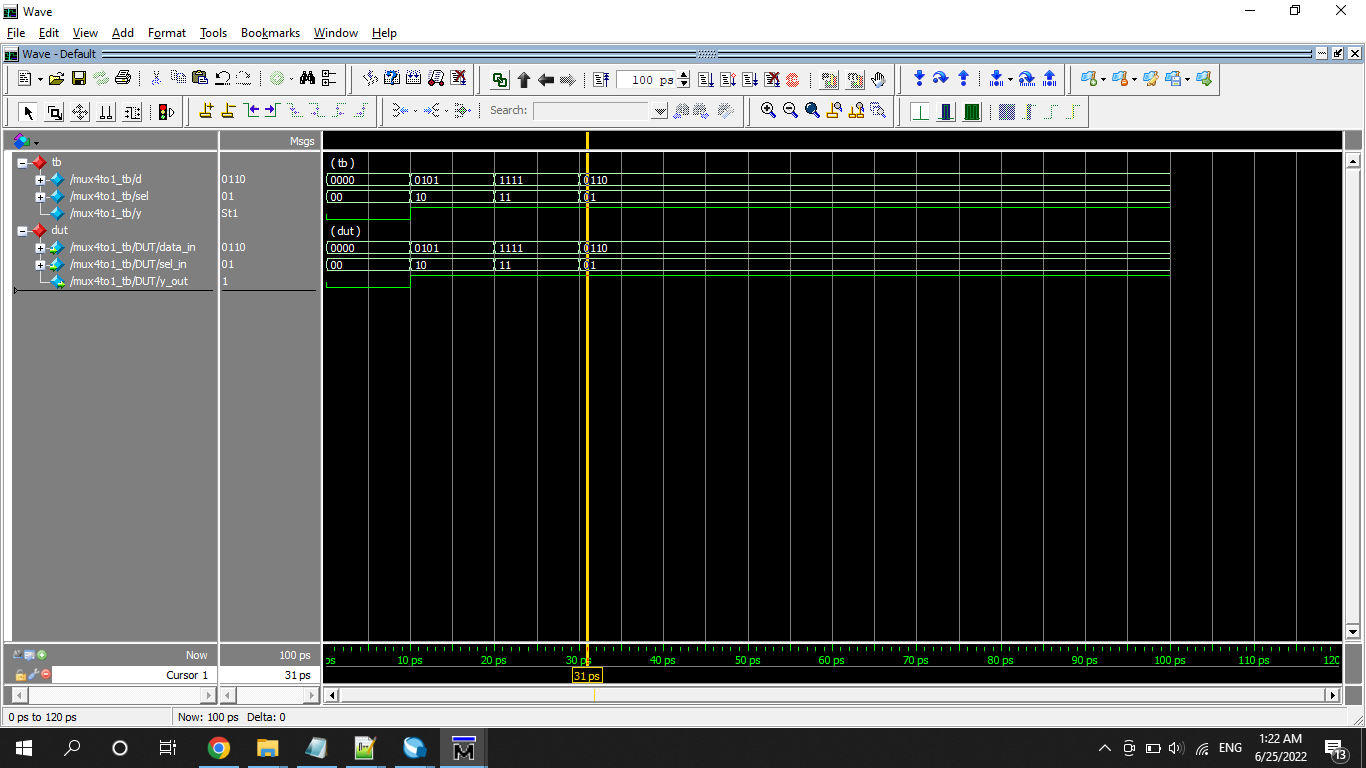 Wave
File Edit View Add Format Tools Bookmarks Window Help
Wave - Default
100 ps
Search:
Msgs
tb (tb)
/mux4to1_tb/d 0110 0000 0101 1111 0110
/mux4to1_tb/sel 01 00 10 11 01
/mux4to1_tb/y St1
dut (dut)
/mux4to1_tb/DUT/data_in 0110 0000 0101 1111 0110
/mux4to1_tb/DUT/sel_in 01 00 10 11 01
/mux4to1_tb/DUT/y_out 1
Now 100 ps ps 10 ps 20 ps 30 ps 40 ps 50 ps 60 ps 70 ps 80 ps 90 ps 100 ps 110 ps 120
Cursor 1 31 ps 31 ps
0 ps to 120 ps Now: 100 ps Delta: 0
ENG 1:22 AM
6/25/2022 13